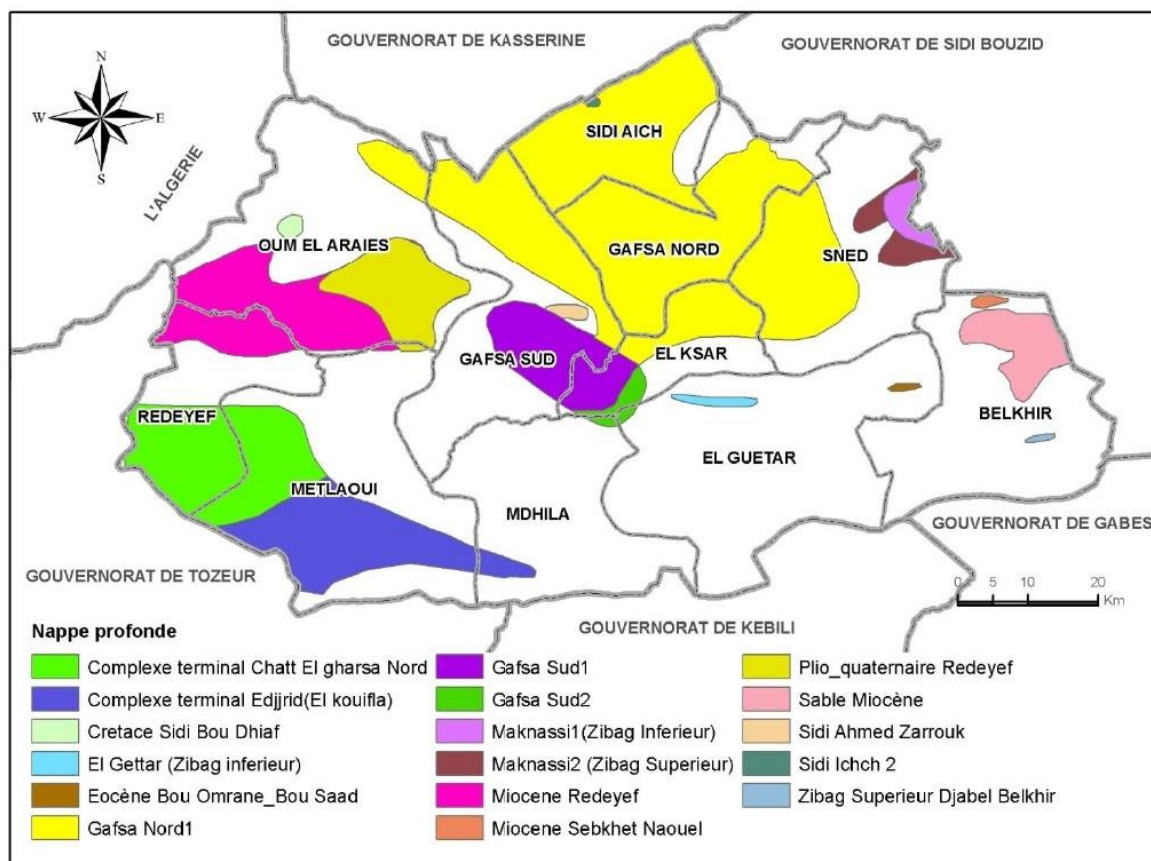 GOUVERNORAT DE KASSERINE
GOUVERNORAT DE SIDI BOUZID
N
W
E
S
L'ALGERIE
SIDI AICH
OUM EL ARAIES
GAFSA NORD
SNED
GAFSA SUD
EL KSAR
REDEYEF
BELKHIR
EL GUETAR
METLAOUI
MDHILA
GOUVERNORAT DE GABES
GOUVERNORAT DE TOZEUR
0 5 10 20
Km
GOUVERNORAT DE KEBILI
Nappe profonde
Complexe terminal Chatt El gharsa Nord
Complexe terminal Edjjrid(El kouifla)
Cretace Sidi Bou Dhiaf
El Gettar (Zibag inferieur)
Eocène Bou Omrane_Bou Saad
Gafsa Nord1
Gafsa Sud1
Gafsa Sud2
Maknassi1(Zibag Inferieur)
Maknassi2 (Zibag Superieur)
Miocene Redeyef
Miocene Sebkhet Naouel
Plio_quaternaire Redeyef
Sable Miocène
Sidi Ahmed Zarrouk
Sidi Ichch 2
Zibag Superieur Djabel Belkhir